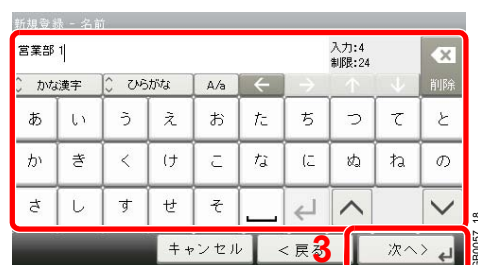 新規登録 - 名前
営業部 1
入力:4
制限:24
削除
かな漢字 ひらがな A/a ← → ↑ ↓
あ い う え お た ち つ て と
か き く け こ な に ぬ ね の
さ し す せ そ
キャンセル < 戻る 3 次へ >
GB0057_18